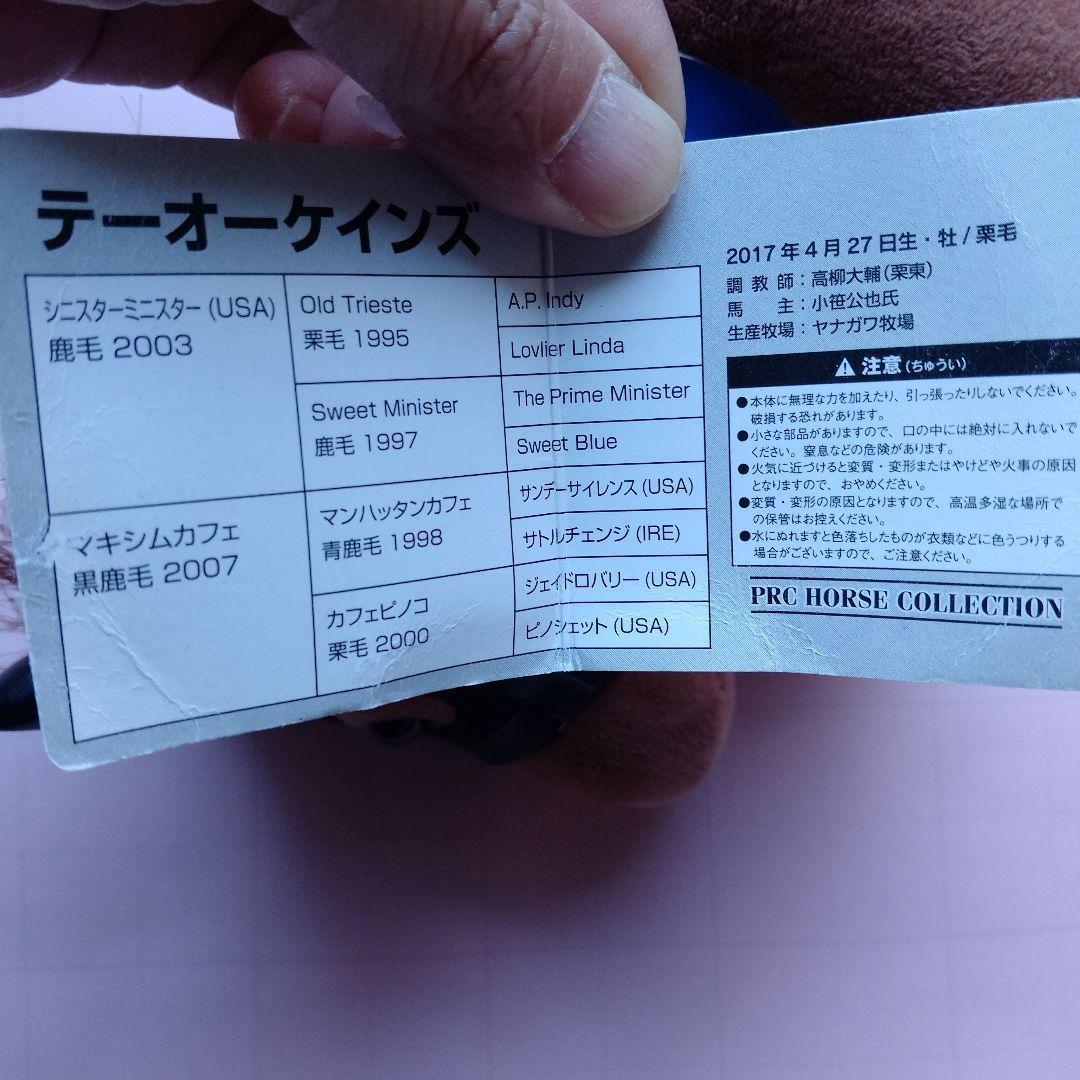 テーオーケインズ
シニスターミニスター (USA)
鹿毛 2003
マキシムカフェ
黒鹿毛 2007
Old Trieste
栗毛 1995
Sweet Minister
鹿毛 1997
マンハッタンカフェ
青鹿毛 1998
カフェピノコ
栗毛 2000
A.P. Indy
Lovlier Linda
The Prime Minister
Sweet Blue
サンデーサイレンス (USA)
サトルチェンジ (IRE)
ジェイドロバリー (USA)
ピノシェット (USA)
2017年4月27日生・牡/栗毛
調教師：高柳大輔（栗東）
馬主：小笹公也氏
生産牧場：ヤナガワ牧場
⚠ 注意（ちゅうい）
●本体に無理な力を加えたり、引っ張ったりしないでください。
破損する恐れがあります。
●小さな部品がありますので、口の中には絶対に入れないで
ください。窒息などの危険があります。
●火気に近づけると変質・変形またはやけどや火事の原因
となりますので、おやめください。
●変質・変形の原因となりますので、高温多湿な場所で
の保管はお控えください。
●水にぬれますと色落ちしたものが衣類などに色うつりする
場合がございますので、ご注意ください。
PRC HORSE COLLECTION